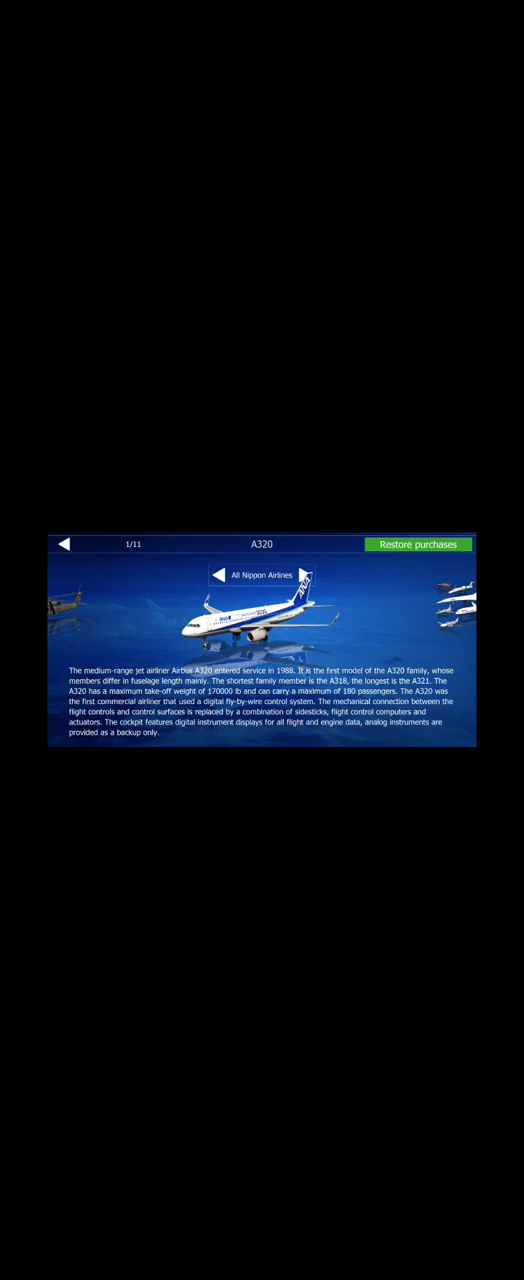 1/11
A320
Restore purchases
All Nippon Airlines
ANA
ANA
The medium-range jet airliner Airbus A320 entered service in 1988. It is the first model of the A320 family, whose
members differ in fuselage length mainly. The shortest family member is the A318, the longest is the A321. The
A320 has a maximum take-off weight of 170000 lb and can carry a maximum of 180 passengers. The A320 was
the first commercial airliner that used a digital fly-by-wire control system. The mechanical connection between the
flight controls and control surfaces is replaced by a combination of sidesticks, flight control computers and
actuators. The cockpit features digital instrument displays for all flight and engine data, analog instruments are
provided as a backup only.